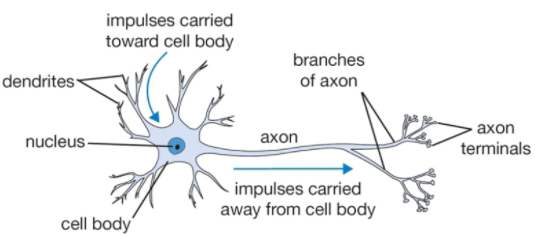 impulses carried
toward cell body
dendrites
branches
of axon
nucleus
axon
axon
terminals
impulses carried
away from cell body
cell body